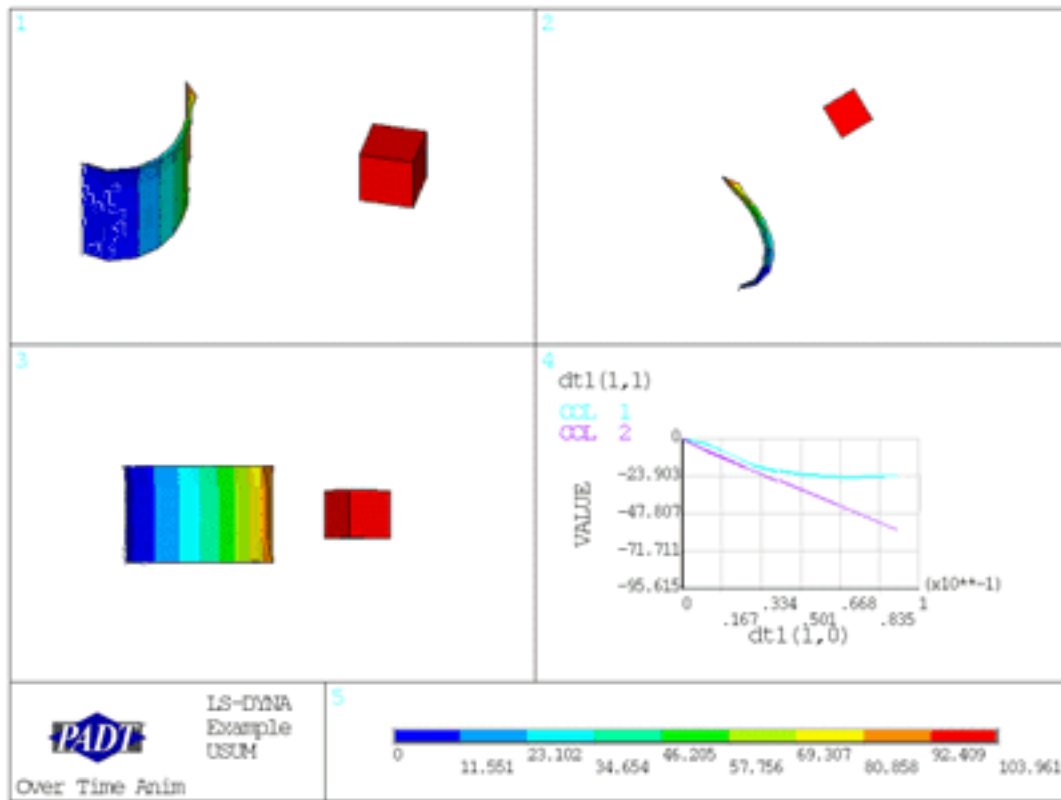 1
2
3
4
dt1(1,1)
COL 1
COL 2
VALUE
0
-23.903
-47.807
-71.711
-95.615
(x10**-1)
0 .334 .668 1
.167 .501 .835
dt1(1,0)
PADT
LS-DYNA
Example
USUM
Over Time Anim
5
0 23.102 46.205 69.307 92.409
11.551 34.654 57.756 80.858 103.961